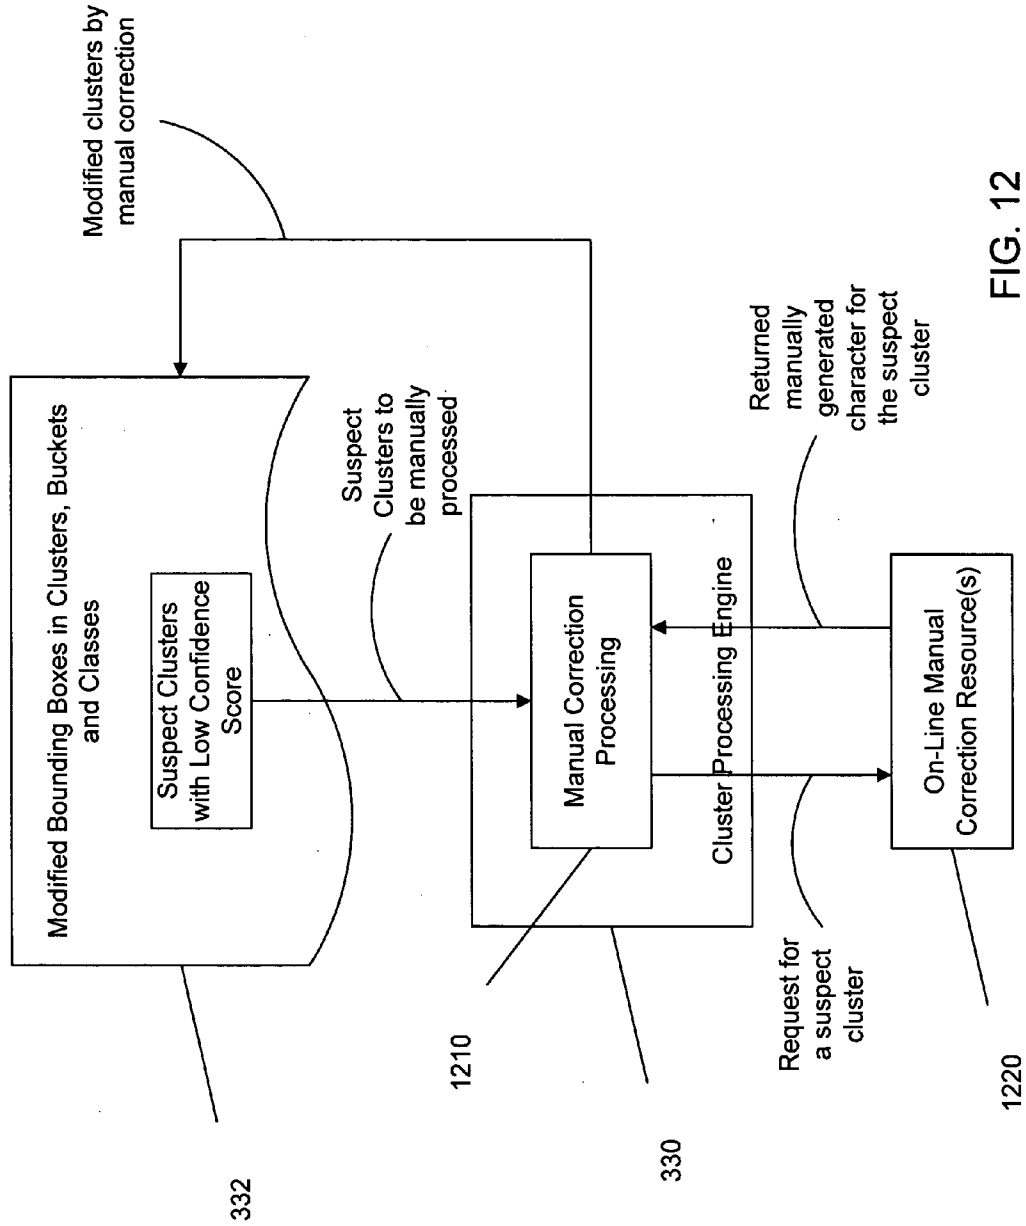 Modified clusters by
manual correction
Modified Bounding Boxes in Clusters, Buckets
and Classes
Suspect Clusters
with Low Confidence
Score
332
Suspect
Clusters to
be manually
processed
1210
Manual Correction
Processing
Cluster Processing Engine
330
Request for
a suspect
cluster
Returned
manually
generated
character for
the suspect
cluster
On-Line Manual
Correction Resource(s)
1220
FIG. 12